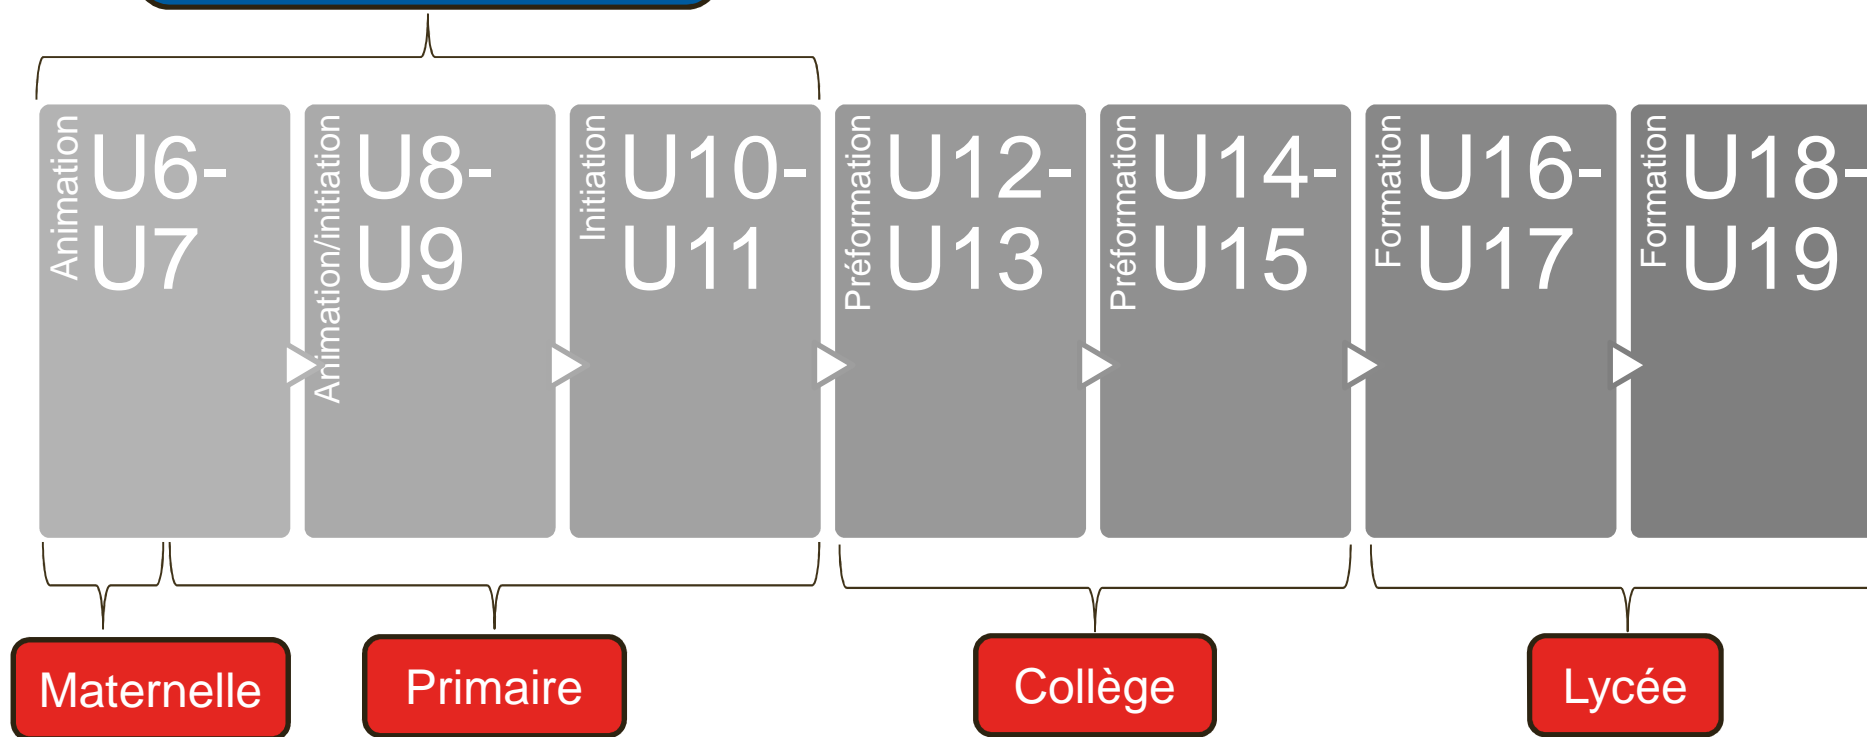 Animation
U6-
U7
Animation/initiation
U8-
U9
Initiation
U10-
U11
Préformation
U12-
U13
Préformation
U14-
U15
Formation
U16-
U17
Formation
U18-
U19
Maternelle
Primaire
Collège
Lycée